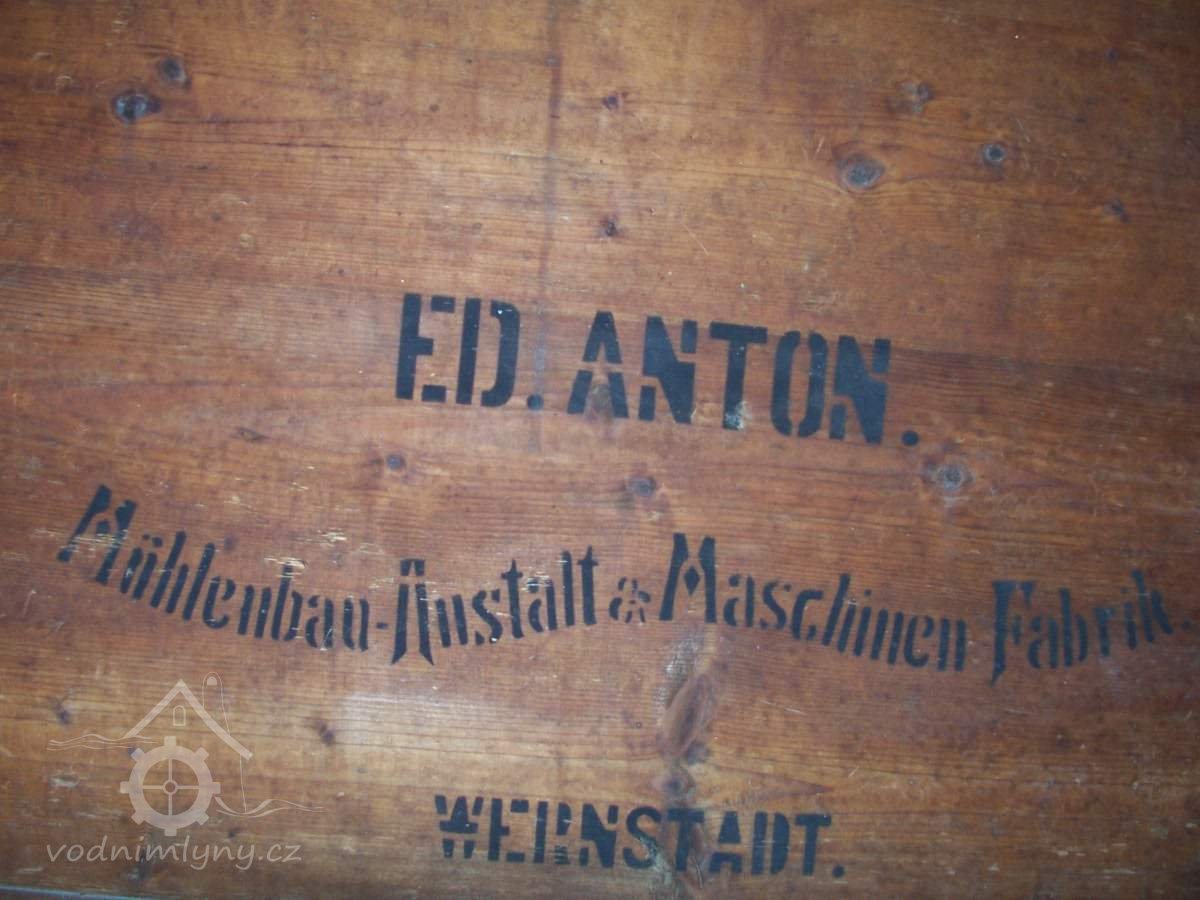 ED. ANTON.
Mühlenbau-Anstalt & Maschinen Fabrik.
WERNSTADT.
vodnimlyny.cz